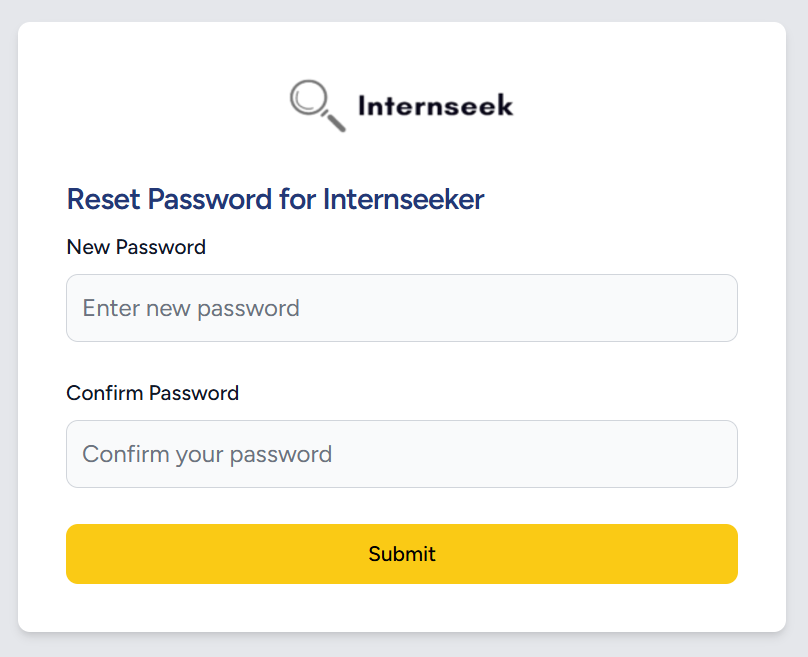 Internseek
Reset Password for Internseeker
New Password
Enter new password
Confirm Password
Confirm your password
Submit